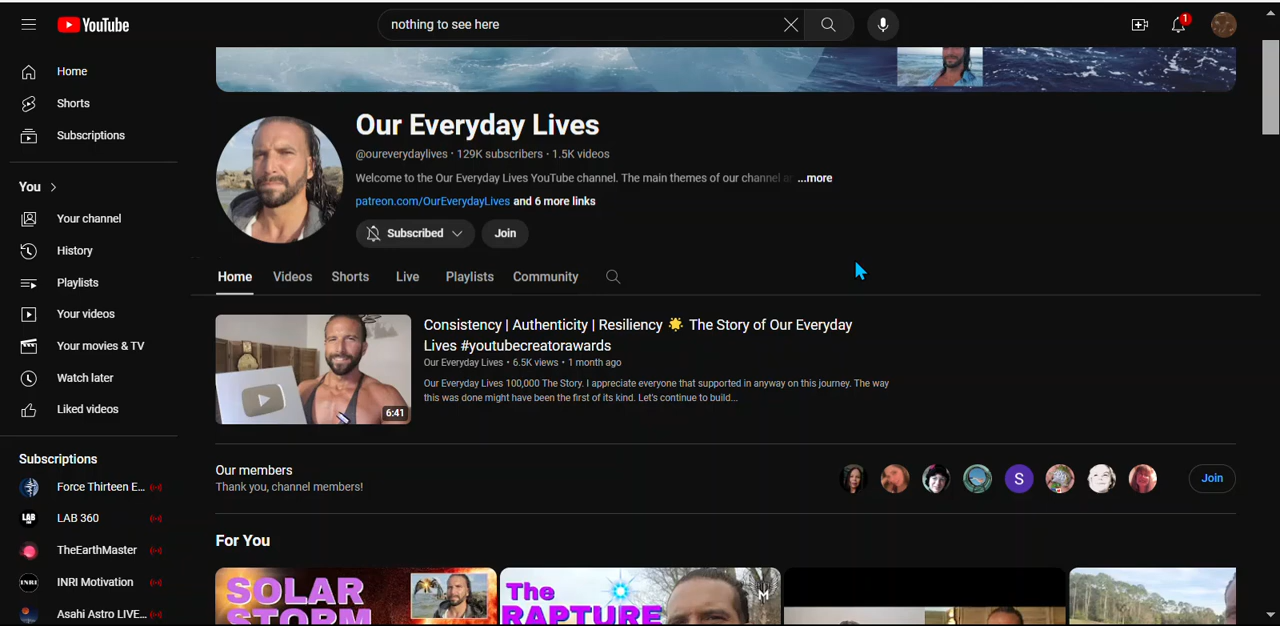 YouTube
nothing to see here
1
Home
Shorts
Subscriptions
You
Your channel
History
Playlists
Your videos
Your movies & TV
Watch later
Liked videos
Subscriptions
Force Thirteen E...
LAB 360
TheEarthMaster
INRI Motivation
Asahi Astro LIVE...
Our Everyday Lives
@oureverydaylives · 129K subscribers · 1.5K videos
Welcome to the Our Everyday Lives YouTube channel. The main themes of our channel ...more
patreon.com/OurEverydayLives and 6 more links
Subscribed
Join
Home Videos Shorts Live Playlists Community
6:41
Consistency | Authenticity | Resiliency 🌟 The Story of Our Everyday
Lives #youtubecreatorawards
Our Everyday Lives · 6.5K views · 1 month ago
Our Everyday Lives 100,000 The Story. I appreciate everyone that supported in anyway on this journey. The way
this was done might have been the first of its kind. Let's continue to build...
Our members
Thank you, channel members!
S
Join
For You
SOLAR
STORM
The
RAPTURE
M